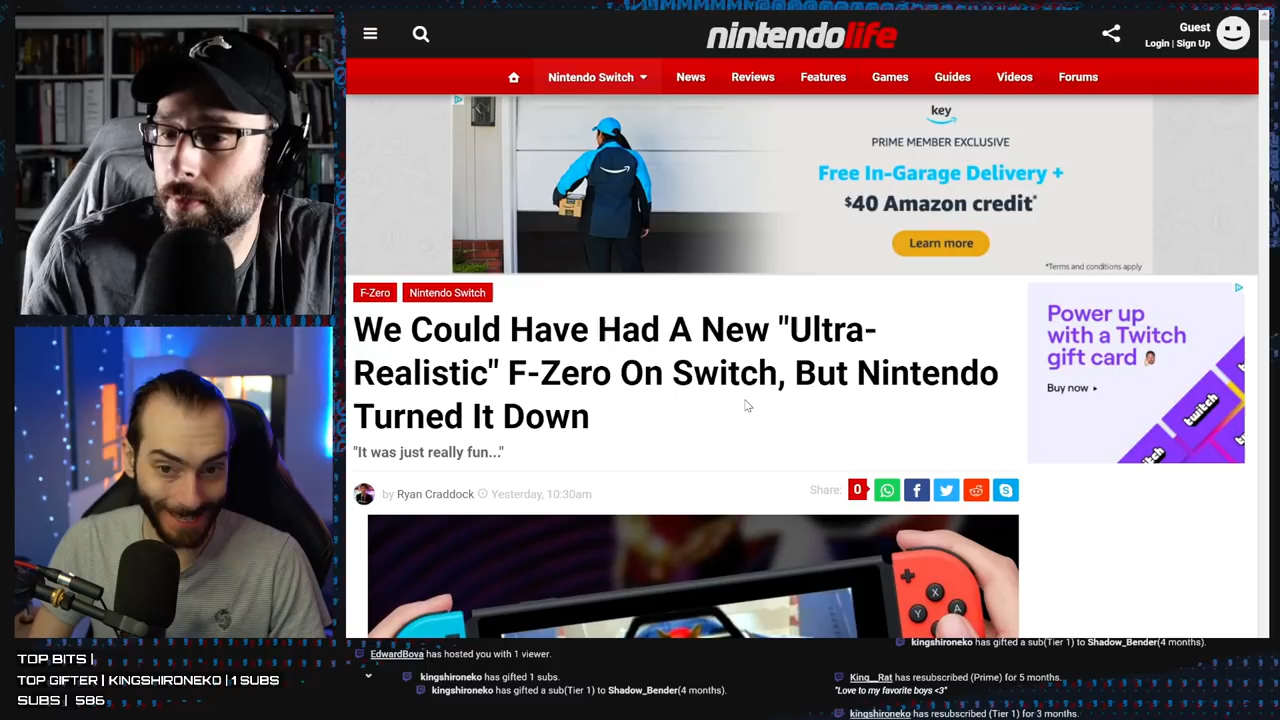 nintendolife
Guest
Login | Sign Up
Nintendo Switch
News
Reviews
Features
Games
Guides
Videos
Forums
key
PRIME MEMBER EXCLUSIVE
Free In-Garage Delivery +
$40 Amazon credit*
Learn more
*Terms and conditions apply
F-Zero
Nintendo Switch
We Could Have Had A New "Ultra-
Realistic" F-Zero On Switch, But Nintendo
Turned It Down
"It was just really fun..."
by Ryan Craddock Yesterday, 10:30am
Share:
0
Power up
with a Twitch
gift card
Buy now
twitch
X
Y
A
TOP BITS |
TOP GIFTER | KINGSHIRONEKO | 1 SUBS
SUBS | 586
EdwardBova has hosted you with 1 viewer.
kingshironeko has gifted 1 subs.
kingshironeko has gifted a sub(Tier 1) to Shadow_Bender(4 months).
kingshironeko has gifted a sub(Tier 1) to Shadow_Bender(4 months).
King__Rat has resubscribed (Prime) for 5 months.
"Love to my favorite boys <3"
kingshironeko has resubscribed (Tier 1) for 3 months.